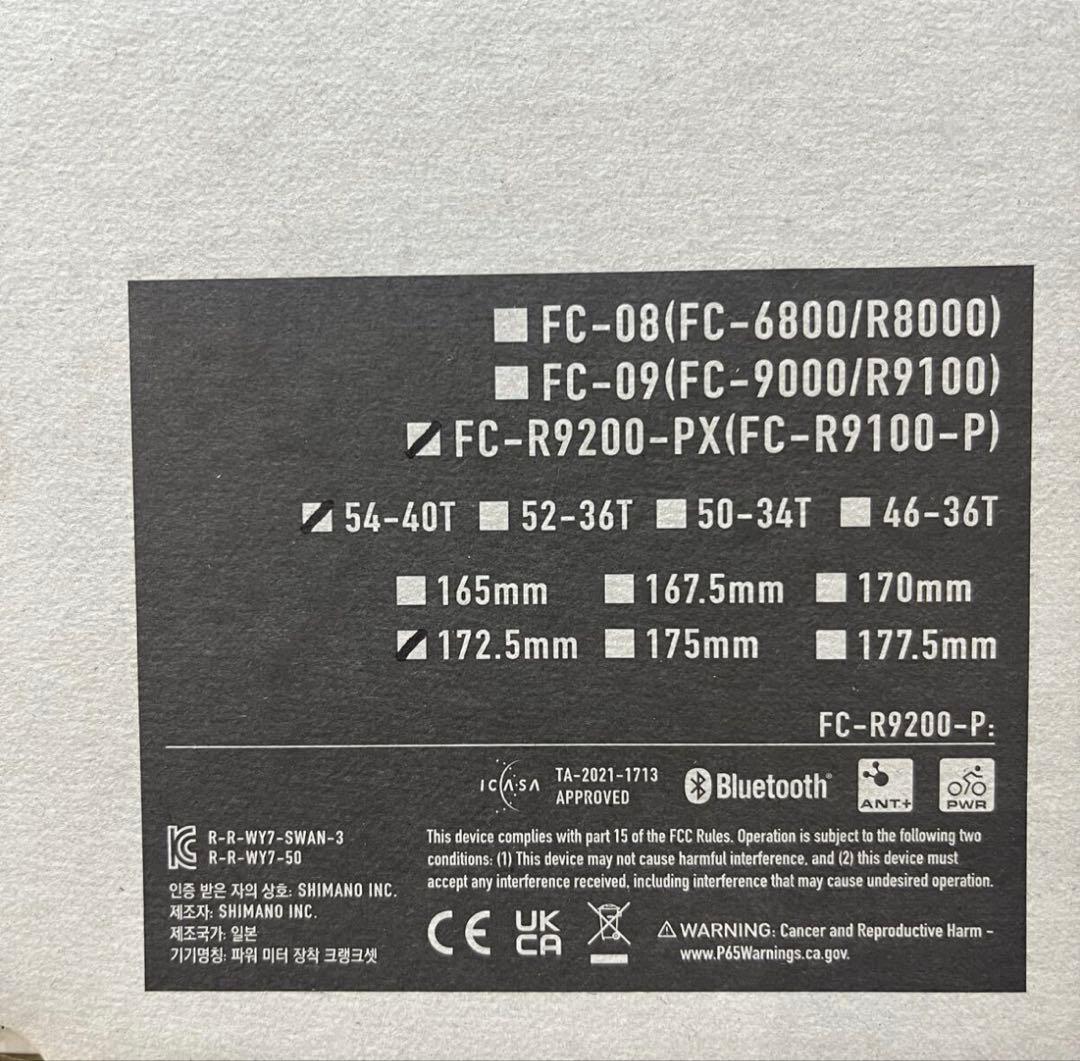 FC-08(FC-6800/R8000)
FC-09(FC-9000/R9100)
FC-R9200-PX(FC-R9100-P)
54-40T 52-36T 50-34T 46-36T
165mm 167.5mm 170mm
172.5mm 175mm 177.5mm
FC-R9200-P:
ICASA TA-2021-1713
APPROVED
Bluetooth®
ANT+
PWR
R-R-WY7-SWAN-3
R-R-WY7-50
인증 받은 자의 상호: SHIMANO INC.
제조자: SHIMANO INC.
제조국가: 일본
기기명칭: 파워 미터 장착 크랭크셋
This device complies with part 15 of the FCC Rules. Operation is subject to the following two
conditions: (1) This device may not cause harmful interference, and (2) this device must
accept any interference received, including interference that may cause undesired operation.
CE UK
CA
⚠ WARNING: Cancer and Reproductive Harm -
www.P65Warnings.ca.gov.